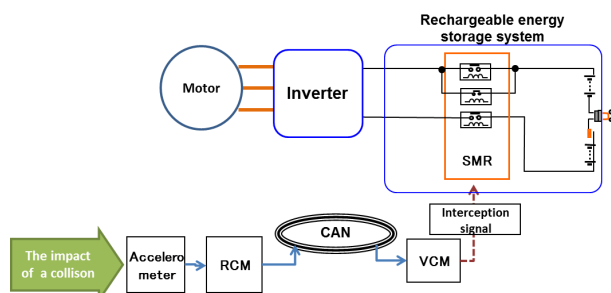 Rechargeable energy
storage system
Motor
Inverter
SMR
Interception
signal
CAN
The impact
of a collison
Accelero
meter
RCM
VCM